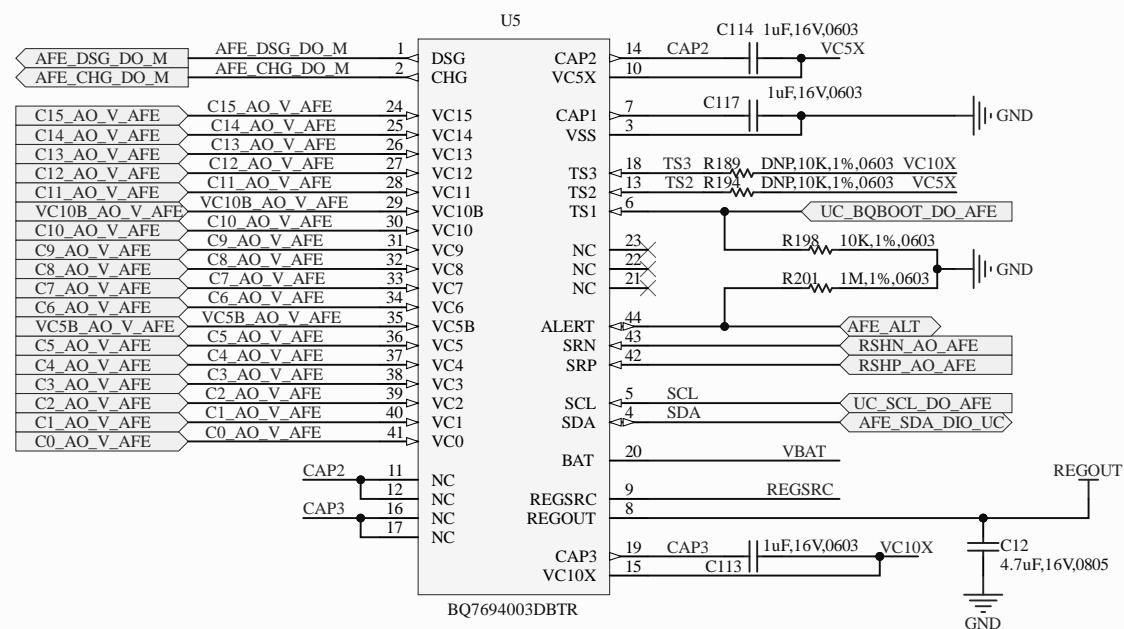 U5
AFE_DSG_DO_M AFE_DSG_DO_M 1 DSG
AFE_CHG_DO_M AFE_CHG_DO_M 2 CHG
C15_AO_V_AFE C15_AO_V_AFE 24 VC15
C14_AO_V_AFE C14_AO_V_AFE 25 VC14
C13_AO_V_AFE C13_AO_V_AFE 26 VC13
C12_AO_V_AFE C12_AO_V_AFE 27 VC12
C11_AO_V_AFE C11_AO_V_AFE 28 VC11
VC10B_AO_V_AFE VC10B_AO_V_AFE 29 VC10B
C10_AO_V_AFE C10_AO_V_AFE 30 VC10
C9_AO_V_AFE C9_AO_V_AFE 31 VC9
C8_AO_V_AFE C8_AO_V_AFE 32 VC8
C7_AO_V_AFE C7_AO_V_AFE 33 VC7
C6_AO_V_AFE C6_AO_V_AFE 34 VC6
VC5B_AO_V_AFE VC5B_AO_V_AFE 35 VC5B
C5_AO_V_AFE C5_AO_V_AFE 36 VC5
C4_AO_V_AFE C4_AO_V_AFE 37 VC4
C3_AO_V_AFE C3_AO_V_AFE 38 VC3
C2_AO_V_AFE C2_AO_V_AFE 39 VC2
C1_AO_V_AFE C1_AO_V_AFE 40 VC1
C0_AO_V_AFE C0_AO_V_AFE 41 VC0
CAP2 11 NC
12 NC
CAP3 16 NC
17 NC
C114 1uF,16V,0603
CAP2 14 CAP2 VC5X
VC5X 10
C117 1uF,16V,0603
CAP1 7 GND
VSS 3
TS3 18 TS3 R189 DNP,10K,1%,0603 VC10X
TS2 13 TS2 R194 DNP,10K,1%,0603 VC5X
TS1 6 UC_BQBOOT_DO_AFE
NC 23 R198 10K,1%,0603
NC 22 GND
NC 21 R201 1M,1%,0603
ALERT 44 AFE_ALT
SRN 43 RSHN_AO_AFE
SRP 42 RSHP_AO_AFE
SCL 5 SCL UC_SCL_DO_AFE
SDA 4 SDA AFE_SDA_DIO_UC
BAT 20 VBAT
REGOUT
REGSRC 9 REGSRC
REGOUT 8
CAP3 19 CAP3 1uF,16V,0603 VC10X
VC10X 15 C113
C12
4.7uF,16V,0805
GND
BQ7694003DBTR